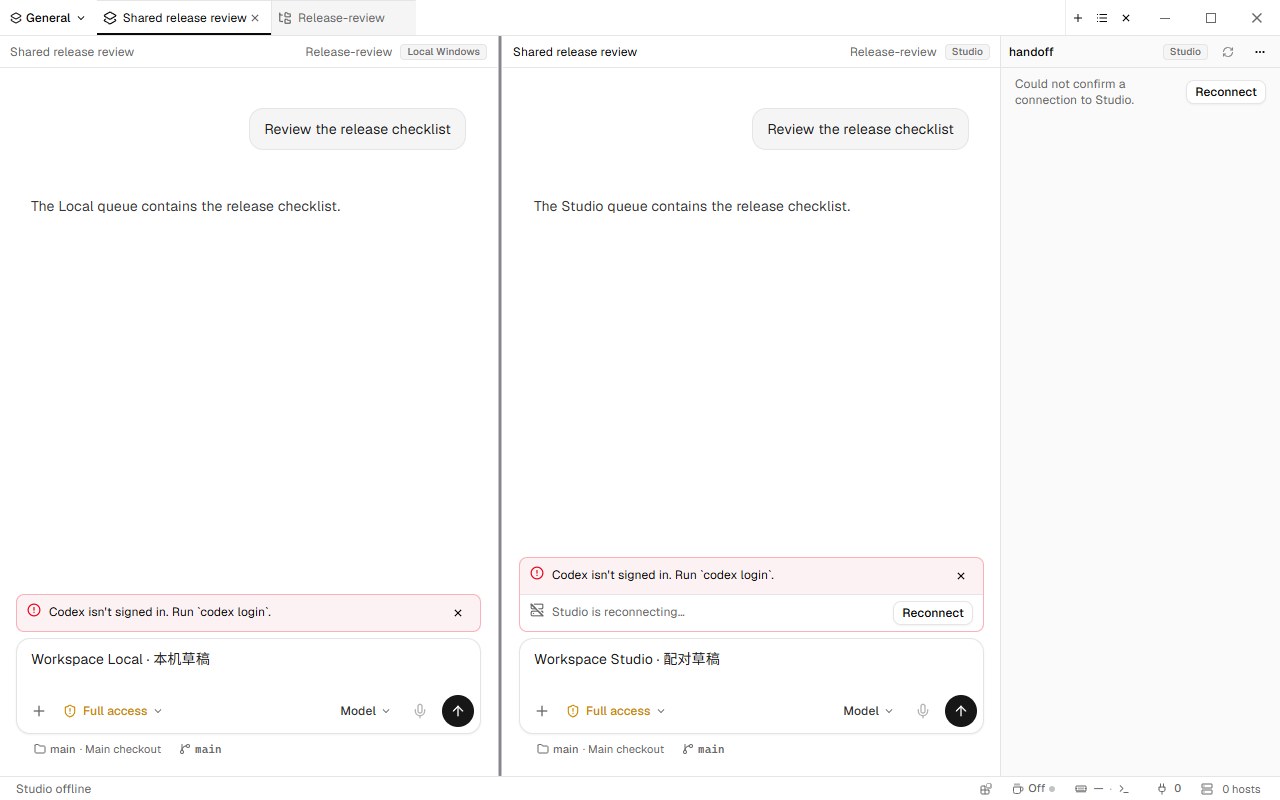 General
Shared release review
Release-review
Shared release review
Release-review
Local Windows
Shared release review
Release-review
Studio
handoff
Studio
Review the release checklist
The Local queue contains the release checklist.
Codex isn't signed in. Run `codex login`.
Workspace Local · 本机草稿
Full access
Model
main · Main checkout
main
Review the release checklist
The Studio queue contains the release checklist.
Codex isn't signed in. Run `codex login`.
Studio is reconnecting…
Reconnect
Workspace Studio · 配对草稿
Full access
Model
main · Main checkout
main
Could not confirm a
connection to Studio.
Reconnect
Studio offline
Off
— ·
0
0 hosts